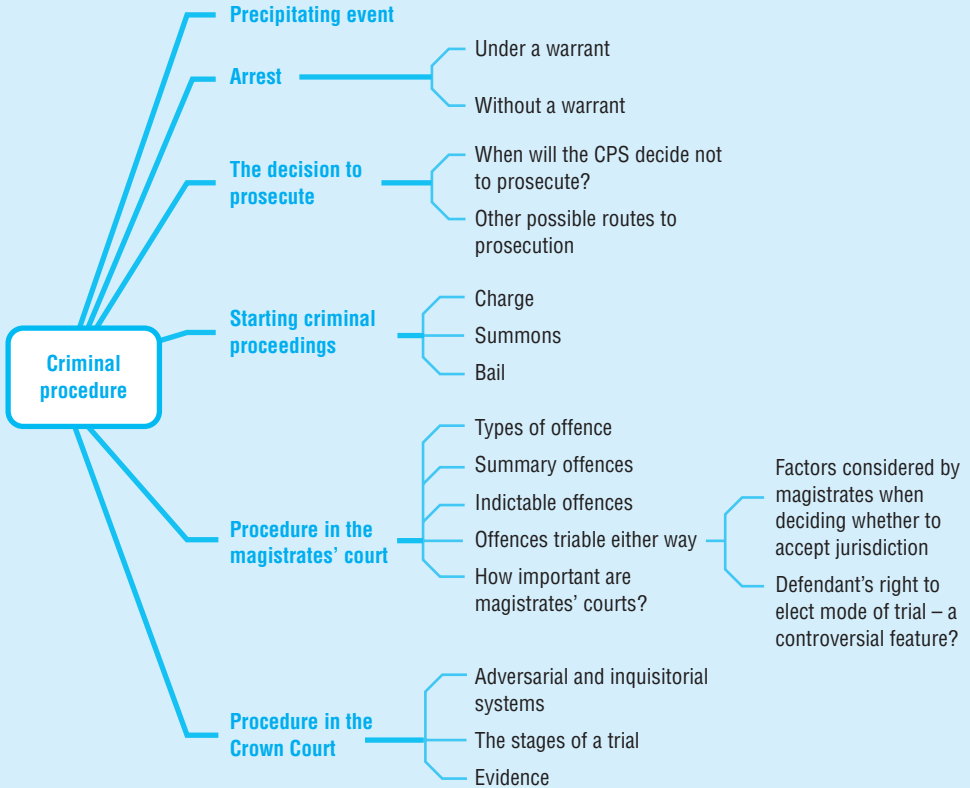 Precipitating event
Arrest
Under a warrant
Without a warrant
The decision to
prosecute
When will the CPS decide not
to prosecute?
Other possible routes to
prosecution
Starting criminal
proceedings
Charge
Summons
Bail
Criminal
procedure
Procedure in the
magistrates’ court
Types of offence
Summary offences
Indictable offences
Offences triable either way
How important are
magistrates’ courts?
Factors considered by
magistrates when
deciding whether to
accept jurisdiction
Defendant’s right to
elect mode of trial – a
controversial feature?
Procedure in the
Crown Court
Adversarial and inquisitorial
systems
The stages of a trial
Evidence